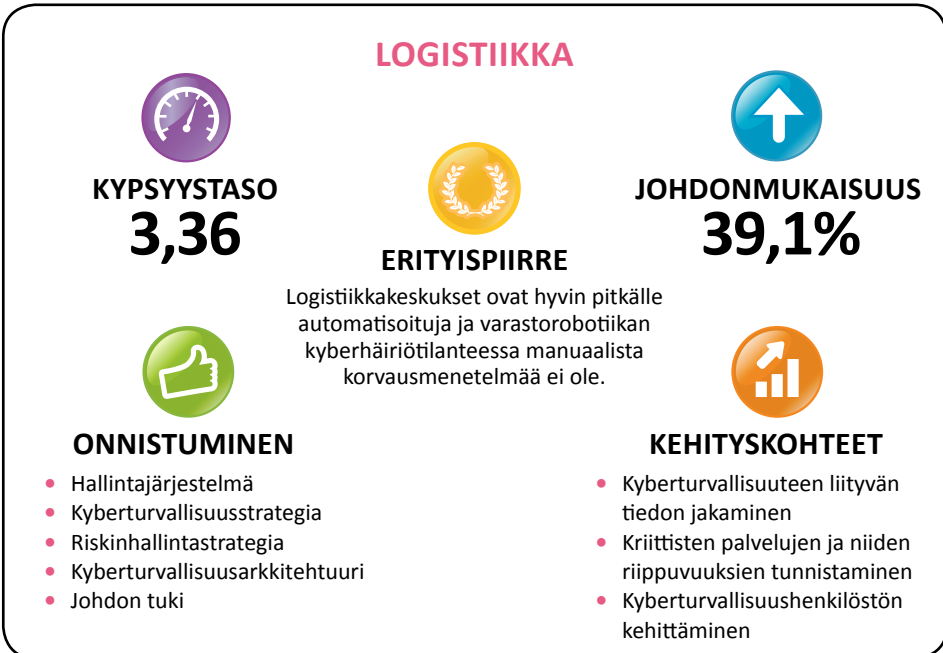 LOGISTIIKKA
KYPSYYSTASO
3,36
ERITYISPIIRRE
Logistiikkakeskukset ovat hyvin pitkälle
automatisoituja ja varastorobotiikan
kyberhäiriötilanteessa manuaalista
korvausmenetelmää ei ole.
JOHDONMUKAISUUS
39,1%
ONNISTUMINEN
• Hallintajärjestelmä
• Kyberturvallisuusstrategia
• Riskinhallintastrategia
• Kyberturvallisuusarkkitehtuuri
• Johdon tuki
KEHITYSKOHTEET
• Kyberturvallisuuteen liityvän
tiedon jakaminen
• Kriittisten palvelujen ja niiden
riippuvuuksien tunnistaminen
• Kyberturvallisuushenkilöstön
kehittäminen